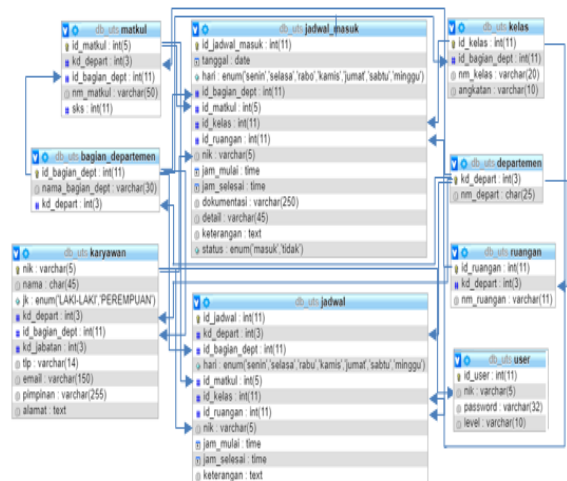 db_uts matkul
id_matkul : int(5)
kd_depart : int(3)
id_bagian_dept : int(11)
nm_matkul : varchar(50)
sks : int(11)
db_uts bagian_departemen
id_bagian_dept : int(11)
nama_bagian_dept : varchar(30)
kd_depart : int(3)
db_uts karyawan
nik : varchar(5)
nama : char(45)
jk : enum('LAKI-LAKI','PEREMPUAN')
kd_depart : int(3)
id_bagian_dept : int(11)
kd_jabatan : int(3)
tlp : varchar(14)
email : varchar(150)
pimpinan : varchar(255)
alamat : text
db_uts jadwal_masuk
id_jadwal_masuk : int(11)
tanggal : date
hari : enum('senin','selasa','rabo','kamis','jumat','sabtu','minggu')
id_bagian_dept : int(11)
id_matkul : int(5)
id_kelas : int(11)
id_ruangan : int(11)
nik : varchar(5)
jam_mulai : time
jam_selesai : time
dokumentasi : varchar(250)
detail : varchar(45)
keterangan : text
status : enum('masuk','tidak')
db_uts jadwal
id_jadwal : int(11)
kd_depart : int(3)
id_bagian_dept : int(11)
hari : enum('senin','selasa','rabu','kamis','jumat','sabtu','minggu')
id_matkul : int(5)
id_kelas : int(11)
id_ruangan : int(11)
nik : varchar(5)
jam_mulai : time
jam_selesai : time
keterangan : text
db_uts kelas
id_kelas : int(11)
id_bagian_dept : int(11)
nm_kelas : varchar(20)
angkatan : varchar(10)
db_uts departemen
kd_depart : int(3)
nm_depart : char(25)
db_uts ruangan
id_ruangan : int(11)
kd_depart : int(3)
nm_ruangan : varchar(11)
db_uts user
id_user : int(11)
nik : varchar(5)
password : varchar(32)
level : varchar(10)